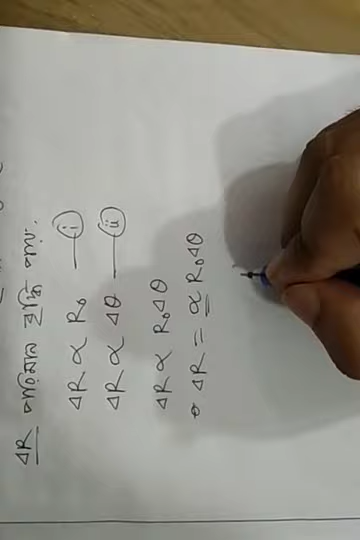 ΔR পরিমাণ বৃদ্ধি পায়.
ΔR ∝ R₀ — (i)
ΔR ∝ Δθ — (ii)
ΔR ∝ R₀Δθ
ΔR = α R₀Δθ